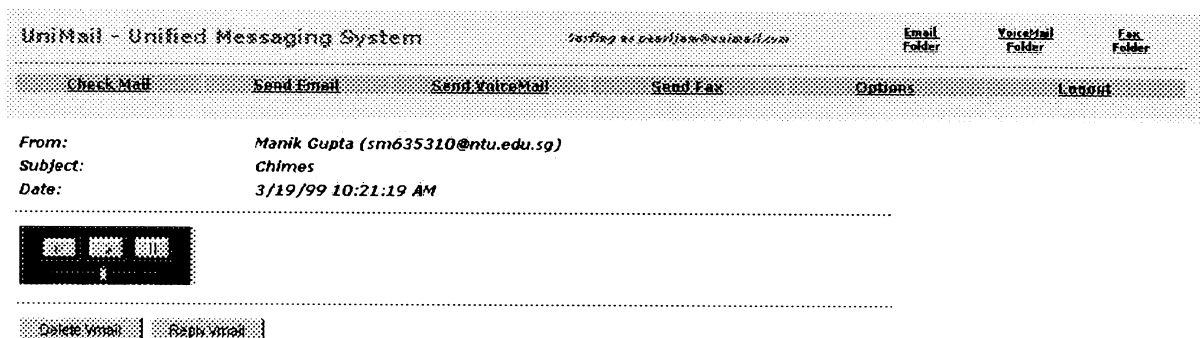 UniMail - Unified Messaging System
Email Folder
VoiceMail Folder
Fax Folder
Check Mail Send Email Send VoiceMail Send Fax Options Logout
From: Manik Gupta (sm635310@ntu.edu.sg)
Subject: Chimes
Date: 3/19/99 10:21:19 AM
Delete Vmail Reply Vmail